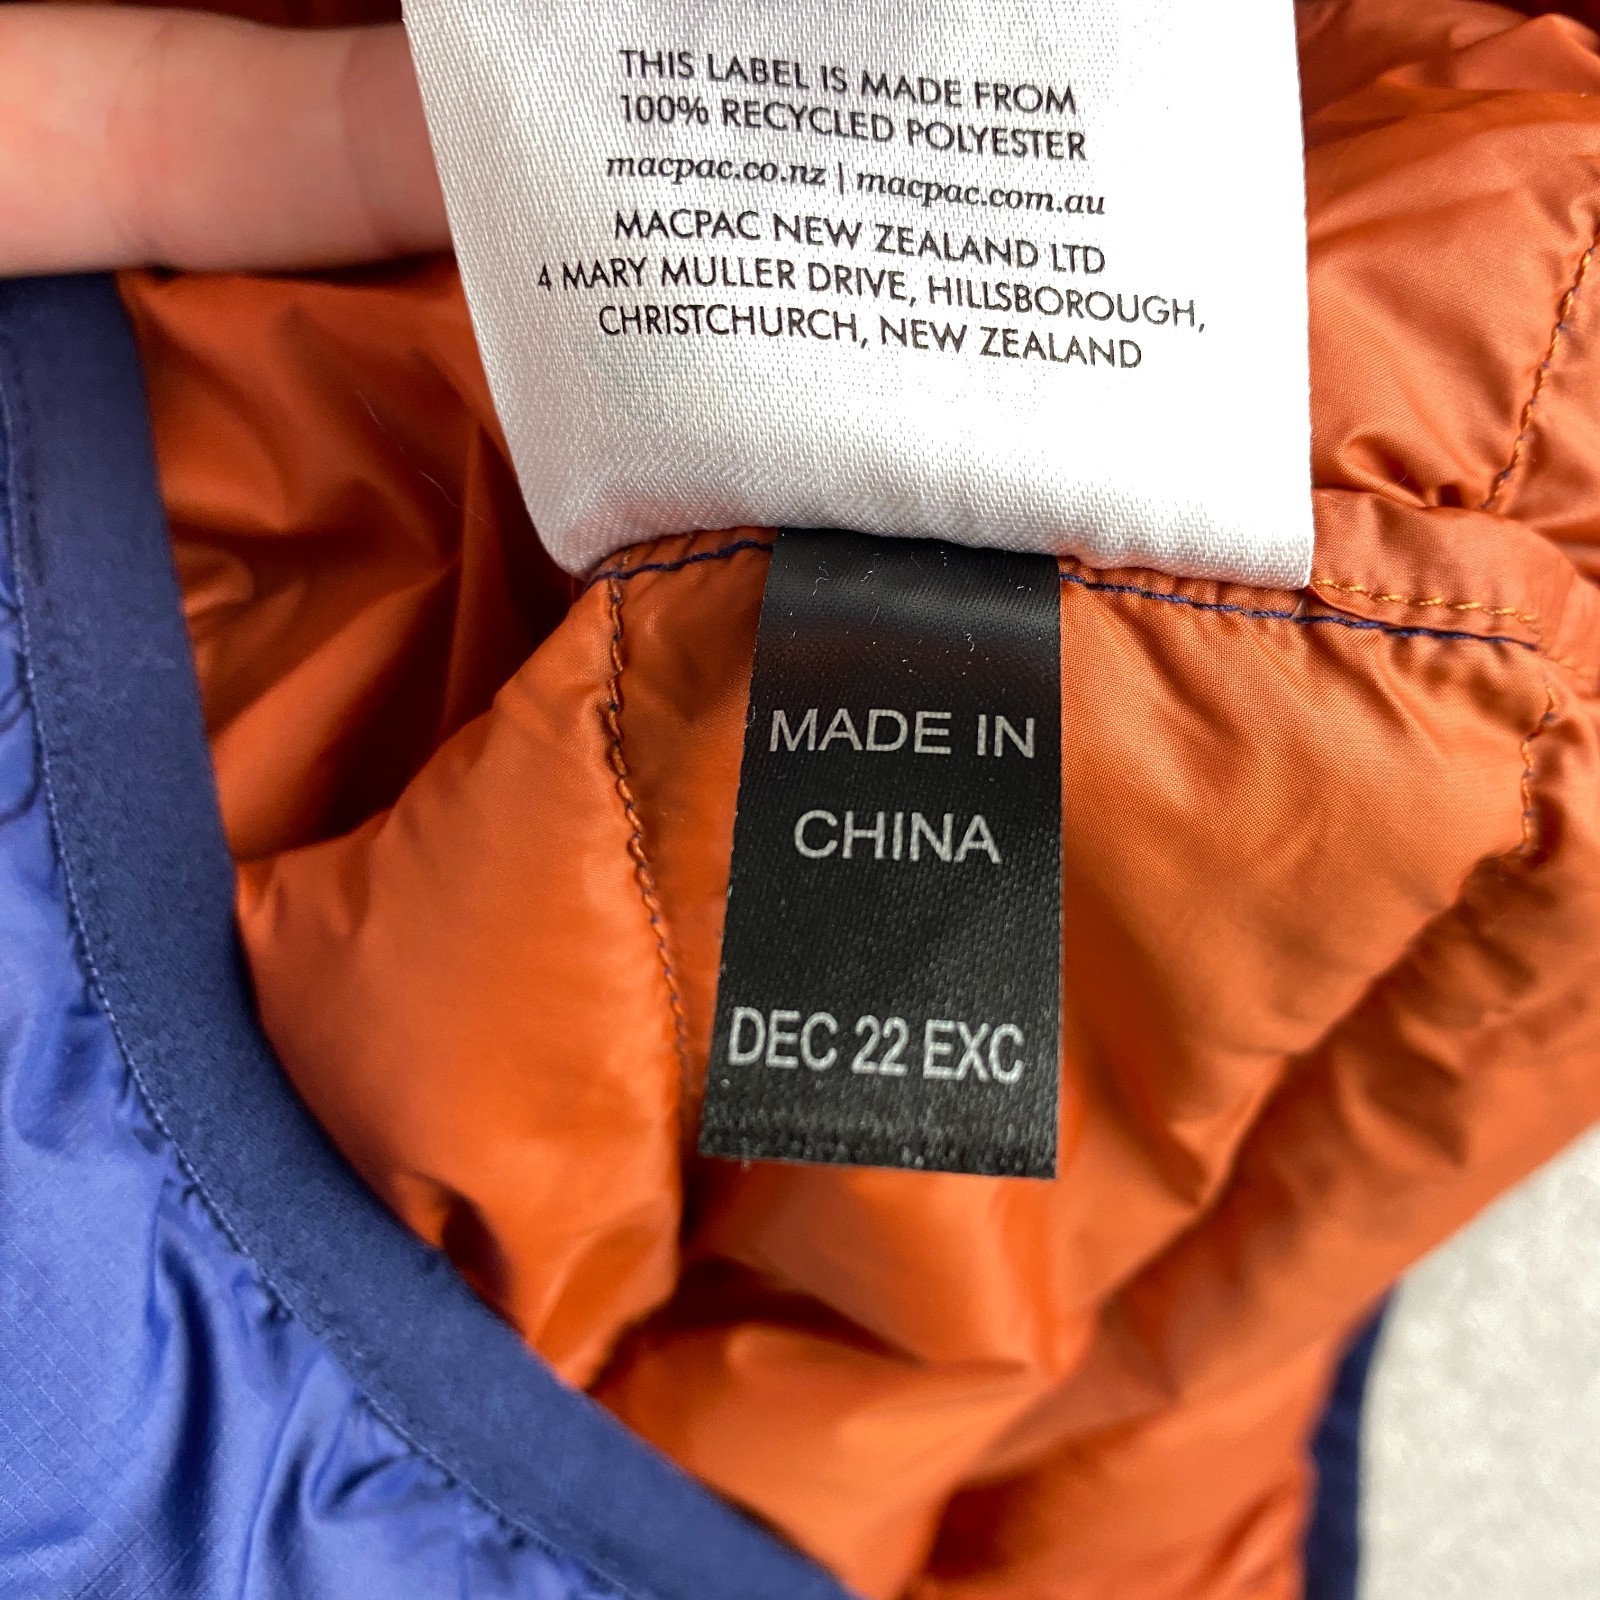 THIS LABEL IS MADE FROM
100% RECYCLED POLYESTER
macpac.co.nz | macpac.com.au
MACPAC NEW ZEALAND LTD
4 MARY MULLER DRIVE, HILLSBOROUGH,
CHRISTCHURCH, NEW ZEALAND
MADE IN
CHINA
DEC 22 EXC